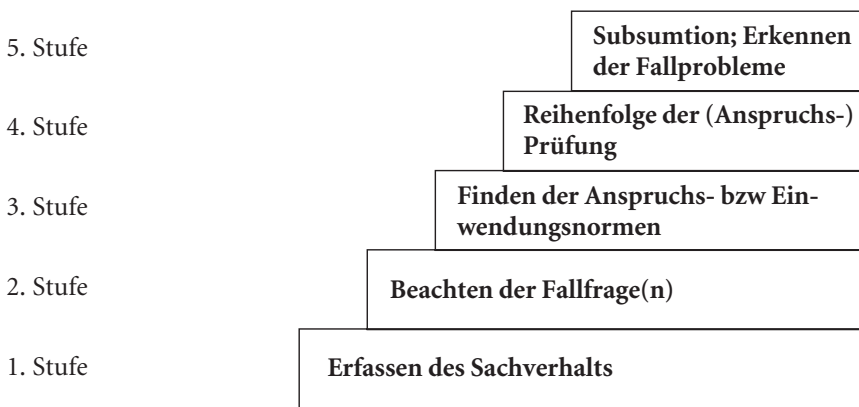 5. Stufe
Subsumtion; Erkennen
der Fallprobleme
4. Stufe
Reihenfolge der (Anspruchs-)
Prüfung
3. Stufe
Finden der Anspruchs- bzw Ein-
wendungsnormen
2. Stufe
Beachten der Fallfrage(n)
1. Stufe
Erfassen des Sachverhalts